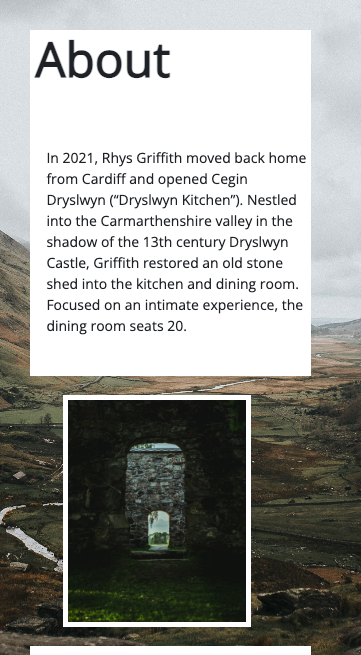 About
In 2021, Rhys Griffith moved back home
from Cardiff and opened Cegin
Dryslwyn (“Dryslwyn Kitchen”). Nestled
into the Carmarthenshire valley in the
shadow of the 13th century Dryslwyn
Castle, Griffith restored an old stone
shed into the kitchen and dining room.
Focused on an intimate experience, the
dining room seats 20.